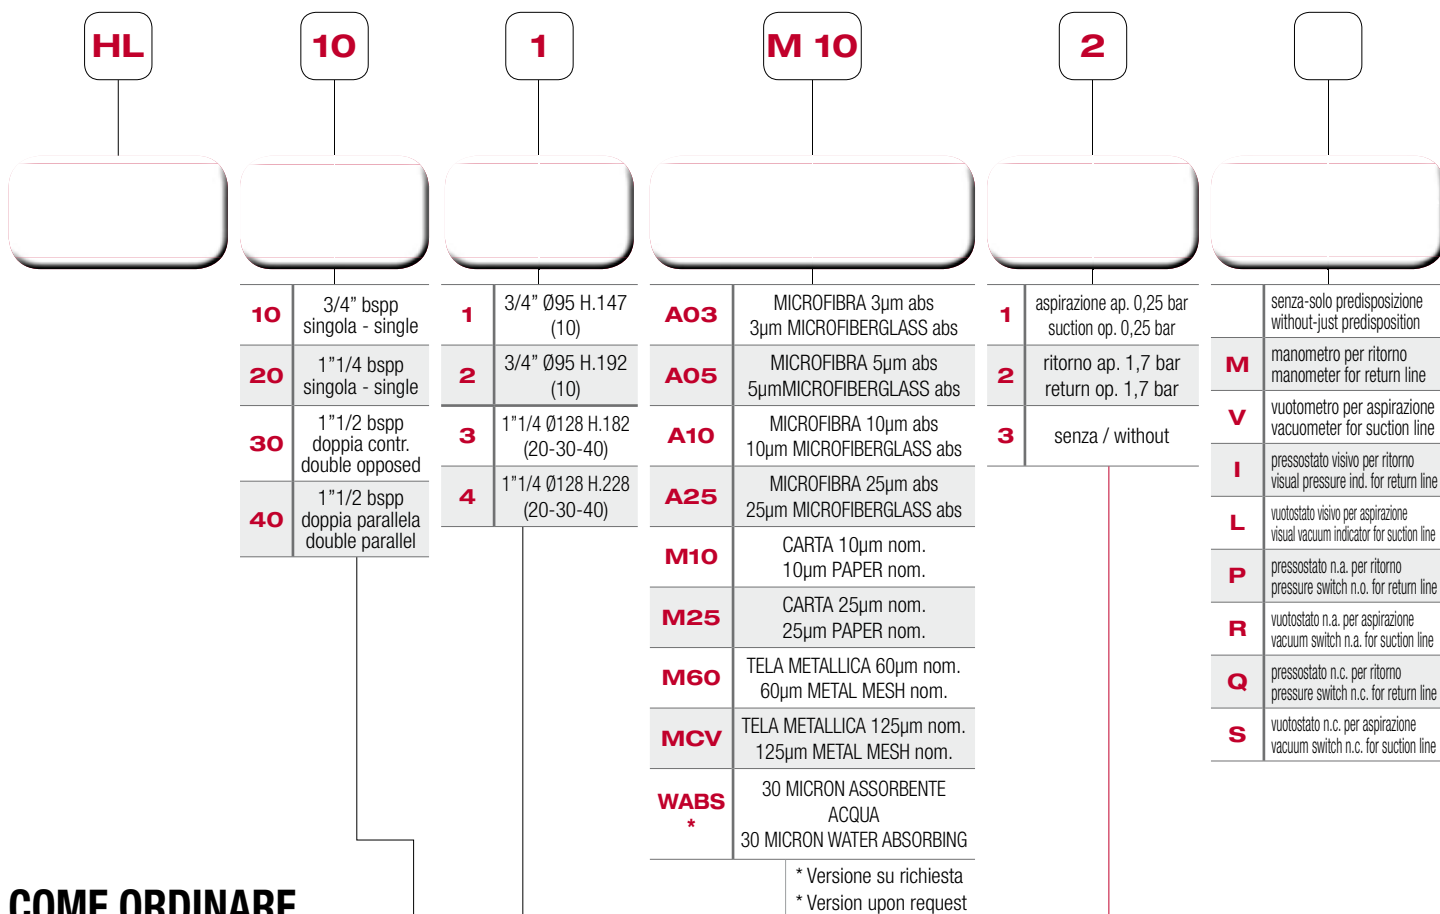 HL
10
1
M 10
2
10
3/4” bspp
singola - single
20
1”1/4 bspp
singola - single
30
1”1/2 bspp
doppia contr.
double opposed
40
1”1/2 bspp
doppia parallela
double parallel
1
3/4” Ø95 H.147
(10)
2
3/4” Ø95 H.192
(10)
3
1”1/4 Ø128 H.182
(20-30-40)
4
1”1/4 Ø128 H.228
(20-30-40)
A03
MICROFIBRA 3µm abs
3µm MICROFIBERGLASS abs
A05
MICROFIBRA 5µm abs
5µmMICROFIBERGLASS abs
A10
MICROFIBRA 10µm abs
10µm MICROFIBERGLASS abs
A25
MICROFIBRA 25µm abs
25µm MICROFIBERGLASS abs
M10
CARTA 10µm nom.
10µm PAPER nom.
M25
CARTA 25µm nom.
25µm PAPER nom.
M60
TELA METALLICA 60µm nom.
60µm METAL MESH nom.
MCV
TELA METALLICA 125µm nom.
125µm METAL MESH nom.
WABS
*
30 MICRON ASSORBENTE
ACQUA
30 MICRON WATER ABSORBING
* Versione su richiesta
* Version upon request
1
aspirazione ap. 0,25 bar
suction op. 0,25 bar
2
ritorno ap. 1,7 bar
return op. 1,7 bar
3
senza / without
senza-solo predisposizione
without-just predisposition
M
manometro per ritorno
manometer for return line
V
vuotometro per aspirazione
vacuometer for suction line
I
pressostato visivo per ritorno
visual pressure ind. for return line
L
vuotostato visivo per aspirazione
visual vacuum indicator for suction line
P
pressostato n.a. per ritorno
pressure switch n.o. for return line
R
vuotostato n.a. per aspirazione
vacuum switch n.a. for suction line
Q
pressostato n.c. per ritorno
pressure switch n.c. for return line
S
vuotostato n.c. per aspirazione
vacuum switch n.c. for suction line
COME ORDINARE